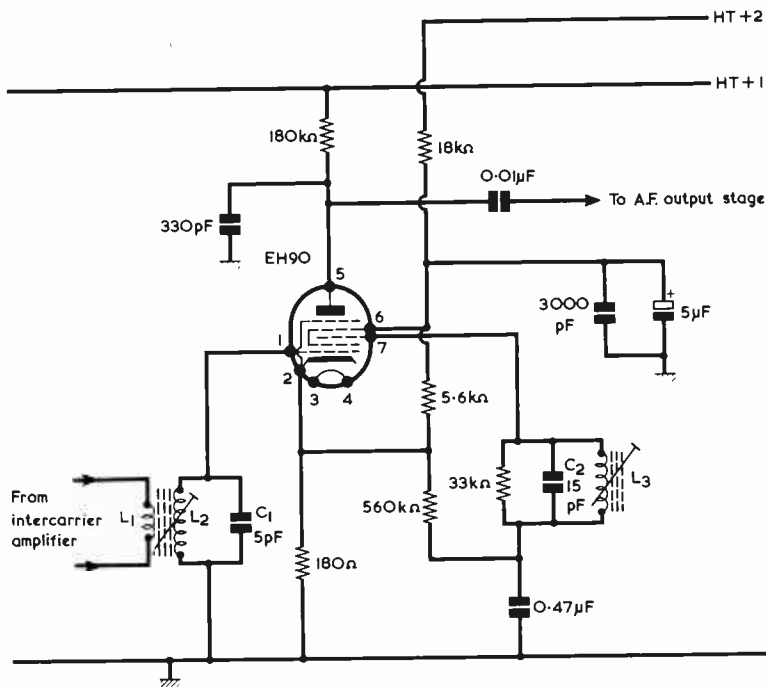 HT+2
HT+1
180kΩ
18kΩ
0·01µF
To A.F. output stage
330pF
EH90
5
6
7
1
2
3
4
3000
pF
+
5µF
5·6kΩ
From
intercarrier
amplifier
L1
L2
C1
5pF
180Ω
560kΩ
33kΩ
C2
15
pF
L3
0·47µF